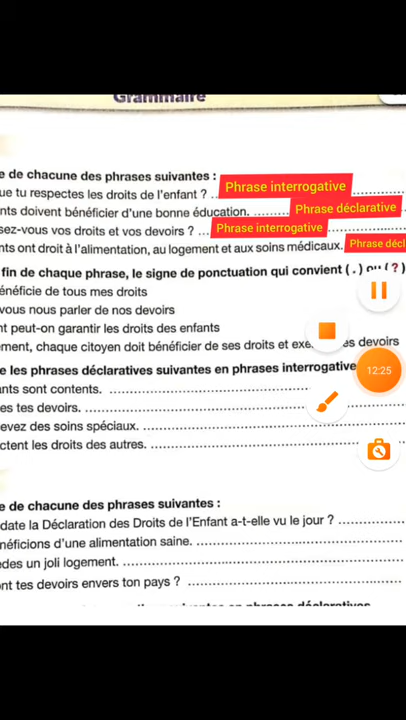 Grammaire
e de chacune des phrases suivantes :
ue tu respectes les droits de l'enfant ? .. Phrase interrogative ............
nts doivent bénéficier d'une bonne éducation. ......... Phrase déclarative
sez-vous vos droits et vos devoirs ? ... Phrase interrogative ............
nts ont droit à l'alimentation, au logement et aux soins médicaux. Phrase décl
fin de chaque phrase, le signe de ponctuation qui convient ( . ) ou ( ? )
énéficie de tous mes droits
vous nous parler de nos devoirs
nt peut-on garantir les droits des enfants
ment, chaque citoyen doit bénéficier de ses droits et exe es devoirs
e les phrases déclaratives suivantes en phrases interrogative
12:25
ants sont contents. ............
es tes devoirs. ............
evez des soins spéciaux. ............
ctent les droits des autres. ............
e de chacune des phrases suivantes :
date la Déclaration des Droits de l'Enfant a-t-elle vu le jour ? ............
néficions d'une alimentation saine. ............
èdes un joli logement. ............
ont tes devoirs envers ton pays ? ............